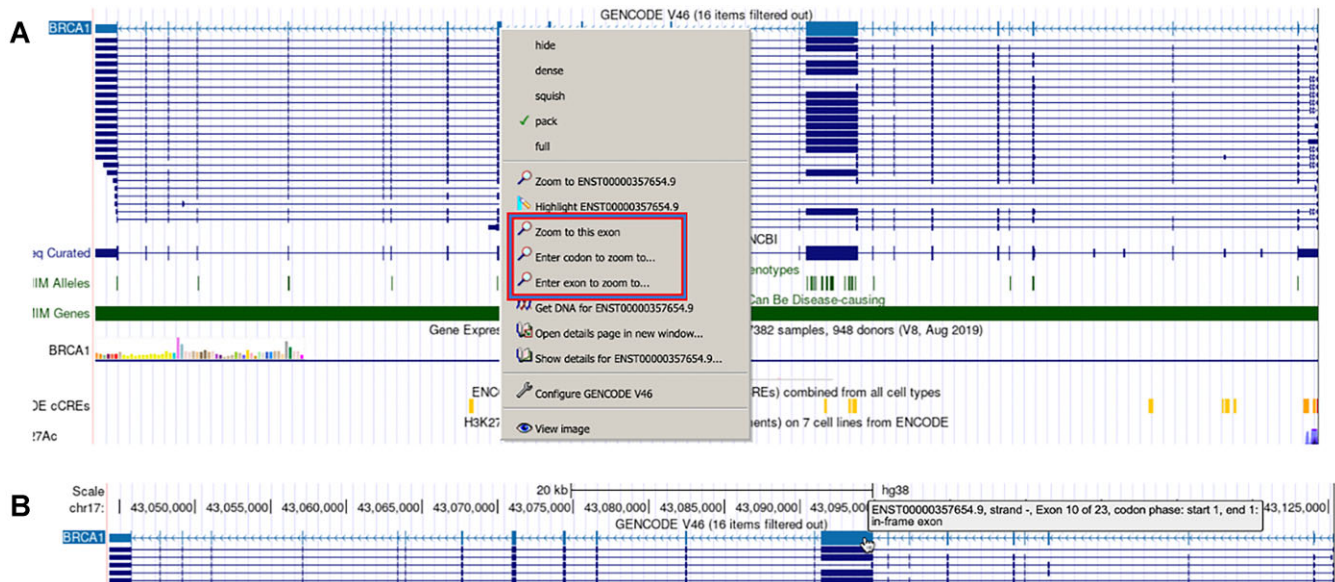 GENCODE V46 (16 items filtered out)
A
BRCA1
hide
dense
squish
pack
full
Zoom to ENST00000357654.9
Highlight ENST00000357654.9
Zoom to this exon
NCBI
eq Curated
Enter codon to zoom to...
enotypes
IIM Alleles
Enter exon to zoom to...
Can Be Disease-causing
IIM Genes
Get DNA for ENST00000357654.9
Gene Expres
7382 samples, 948 donors (V8, Aug 2019)
Open details page in new window...
BRCA1
Show details for ENST00000357654.9...
ENC
REs) combined from all cell types
Configure GENCODE V46
DE cCREs
H3K27
ents) on 7 cell lines from ENCODE
View image
27Ac
B
Scale
20 kb
hg38
chr17:
43,050,000
43,055,000
43,060,000
43,065,000
43,070,000
43,075,000
43,080,000
43,085,000
43,090,000
43,095,00
ENST00000357654.9, strand -, Exon 10 of 23, codon phase: start 1, end 1:
in-frame exon
43,125,000
GENCODE V46 (16 items filtered out)
BRCA1